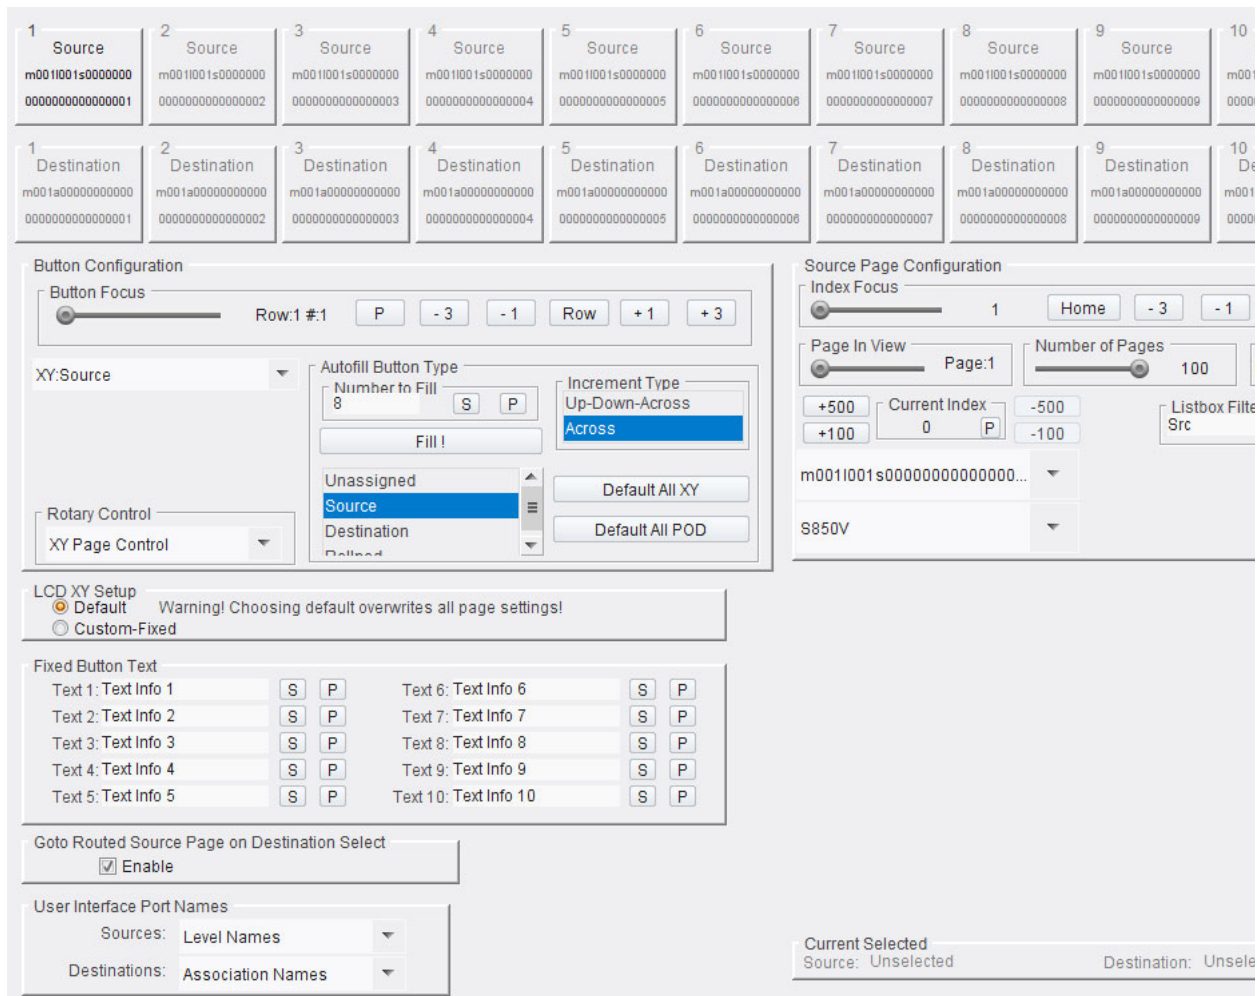 1 2 3 4 5 6 7 8 9 10
Source Source Source Source Source Source Source Source Source
m001l001s0000000 m001l001s0000000 m001l001s0000000 m001l001s0000000 m001l001s0000000 m001l001s0000000 m001l001s0000000 m001l001s0000000 m001l001s0000000 m001
0000000000000001 0000000000000002 0000000000000003 0000000000000004 0000000000000005 0000000000000006 0000000000000007 0000000000000008 0000000000000009 0000
1 2 3 4 5 6 7 8 9 10
Destination Destination Destination Destination Destination Destination Destination Destination Destination De
m001a00000000000 m001a00000000000 m001a00000000000 m001a00000000000 m001a00000000000 m001a00000000000 m001a00000000000 m001a00000000000 m001a00000000000 m001
0000000000000001 0000000000000002 0000000000000003 0000000000000004 0000000000000005 0000000000000006 0000000000000007 0000000000000008 0000000000000009 0000
Button Configuration
Button Focus
Row:1 #:1 P - 3 - 1 Row + 1 + 3
XY:Source
Autofill Button Type
Number to Fill
8 S P
Fill !
Increment Type
Up-Down-Across
Across
Unassigned
Source
Destination
Default All XY
Default All POD
Rotary Control
XY Page Control
Source Page Configuration
Index Focus
1 Home - 3 - 1
Page In View
Page:1
Number of Pages
100
+500 Current Index -500
+100 0 P -100
Listbox Filte
Src
m001l001s00000000000000...
S850V
LCD XY Setup
Default Warning! Choosing default overwrites all page settings!
Custom-Fixed
Fixed Button Text
Text 1: Text Info 1 S P Text 6: Text Info 6 S P
Text 2: Text Info 2 S P Text 7: Text Info 7 S P
Text 3: Text Info 3 S P Text 8: Text Info 8 S P
Text 4: Text Info 4 S P Text 9: Text Info 9 S P
Text 5: Text Info 5 S P Text 10: Text Info 10 S P
Goto Routed Source Page on Destination Select
Enable
User Interface Port Names
Sources: Level Names
Destinations: Association Names
Current Selected
Source: Unselected Destination: Unsele